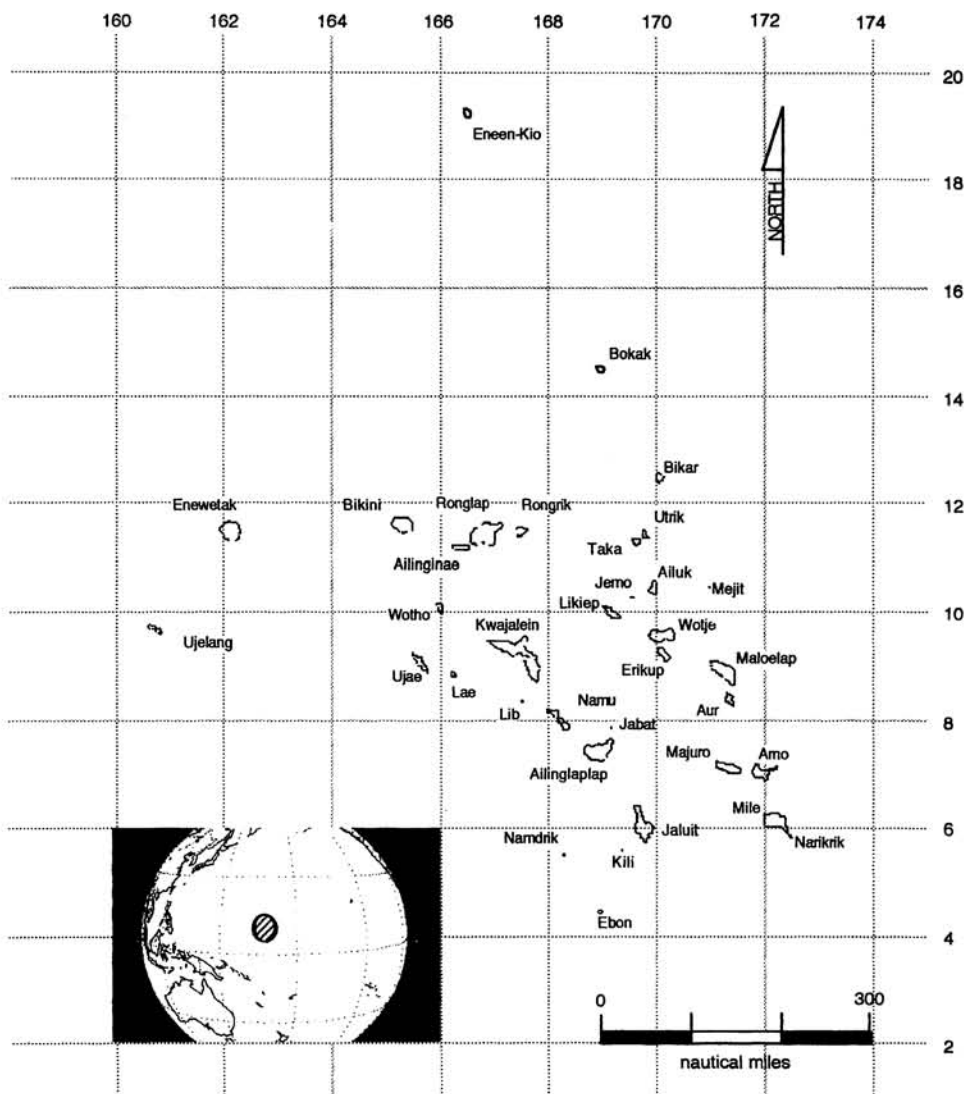 160 162 164 166 168 170 172 174
20
Eneen-Kio
18
NORTH
16
Bokak
14
Bikar
Enewetak Bikini Ronglap Rongrik
12
Utrik
Taka
Ailinginae
Ailuk
Jemo Mejit
Likiep
Wotho
10
Kwajalein Wotje
Ujelang
Maloelap
Erikup
Ujae
Lae
Namu Aur
Lib
Jabat
8
Majuro Arno
Ailinglaplap
Mile
Jaluit
6
Namdrik Narikrik
Kili
Ebon
4
0 300
2
nautical miles